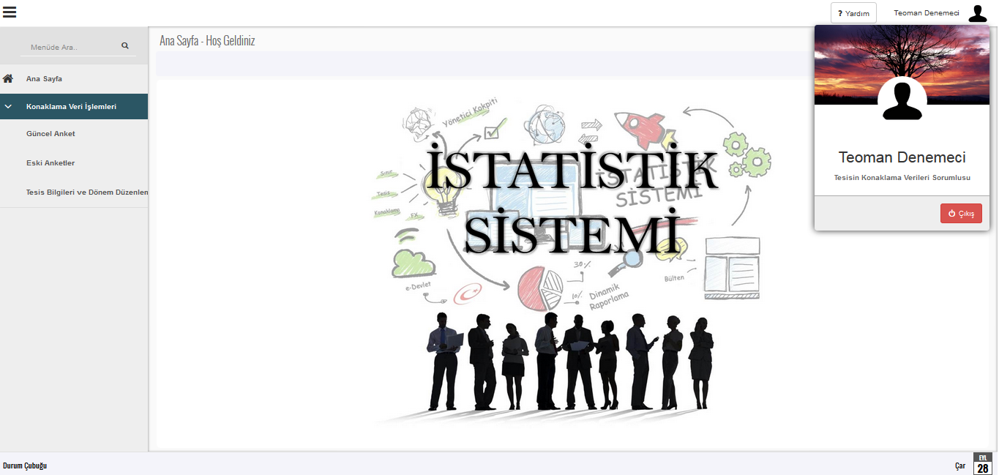 ? Yardım
Teoman Denemeci
Menüde Ara..
Ana Sayfa - Hoş Geldiniz
Ana Sayfa
Konaklama Veri İşlemleri
Güncel Anket
Eski Anketler
Tesis Bilgileri ve Dönem Düzenlen
Yönetici Kokpiti
İSTATİSTİK
SİSTEMİ
İSTATİSTİK
SİSTEMİ
Sınır
Tesis
Konaklama
FX
30%
10%
Dinamik
Raporlama
Bülten
e-Devlet
Teoman Denemeci
Tesisin Konaklama Verileri Sorumlusu
Çıkış
Durum Çubuğu
Çar
EYL
28